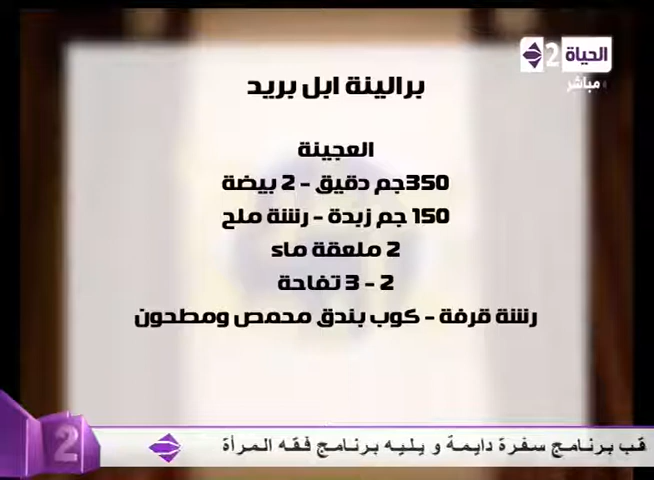 الحياة 2
مباشر
برالينة ابل بريد
العجينة
350جم دقيق - 2 بيضة
150 جم زبدة - رشة ملح
2 ملعقة ماء
2 - 3 تفاحة
رشة قرفة - كوب بندق محمص ومطحون
2
قب برنامج سفرة دايمة و يليه برنامج فقه المرأة